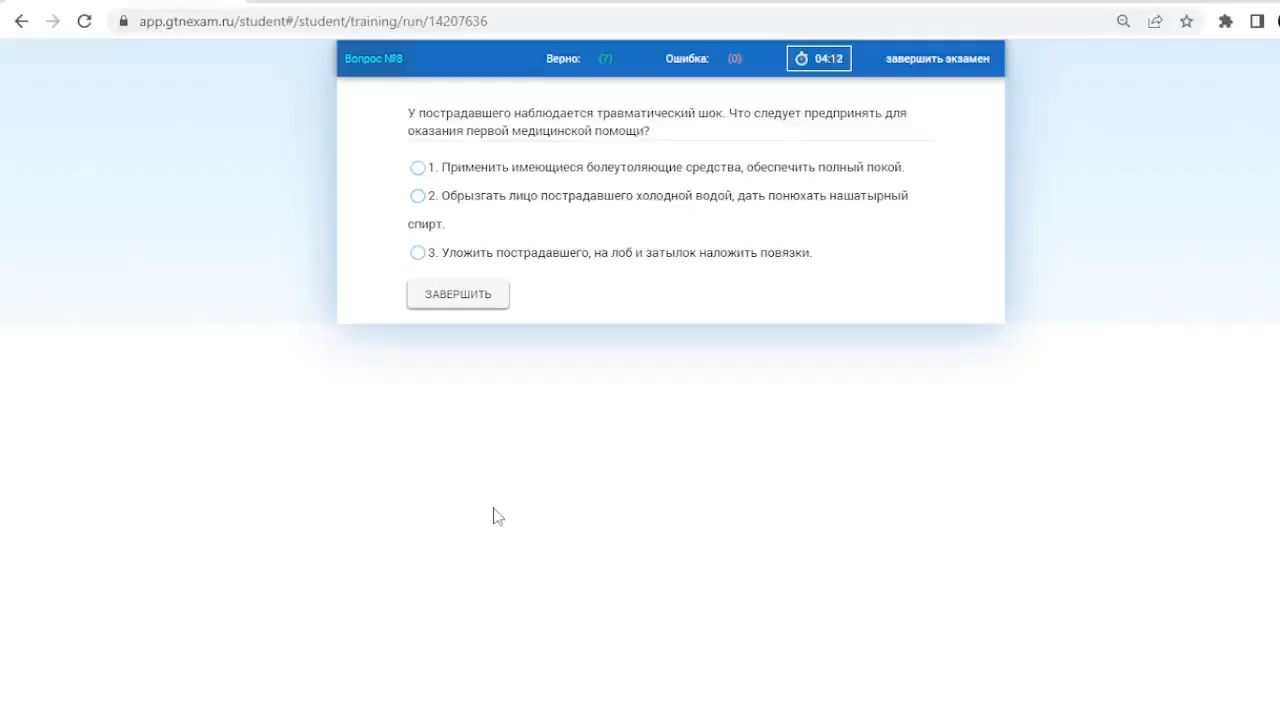 app.gtnexam.ru/student#/student/training/run/14207636
Вопрос №8 Верно: (7) Ошибка: (0) 04:12 завершить экзамен
У пострадавшего наблюдается травматический шок. Что следует предпринять для
оказания первой медицинской помощи?
1. Применить имеющиеся болеутоляющие средства, обеспечить полный покой.
2. Обрызгать лицо пострадавшего холодной водой, дать понюхать нашатырный
спирт.
3. Уложить пострадавшего, на лоб и затылок наложить повязки.
ЗАВЕРШИТЬ